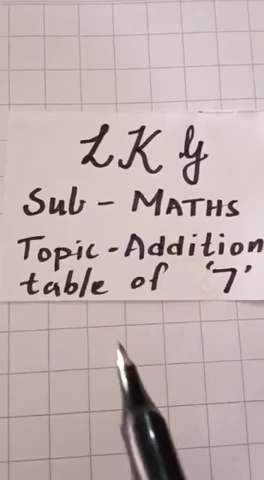 LKG
Sub - MATHS
Topic - Addition
table of '7'